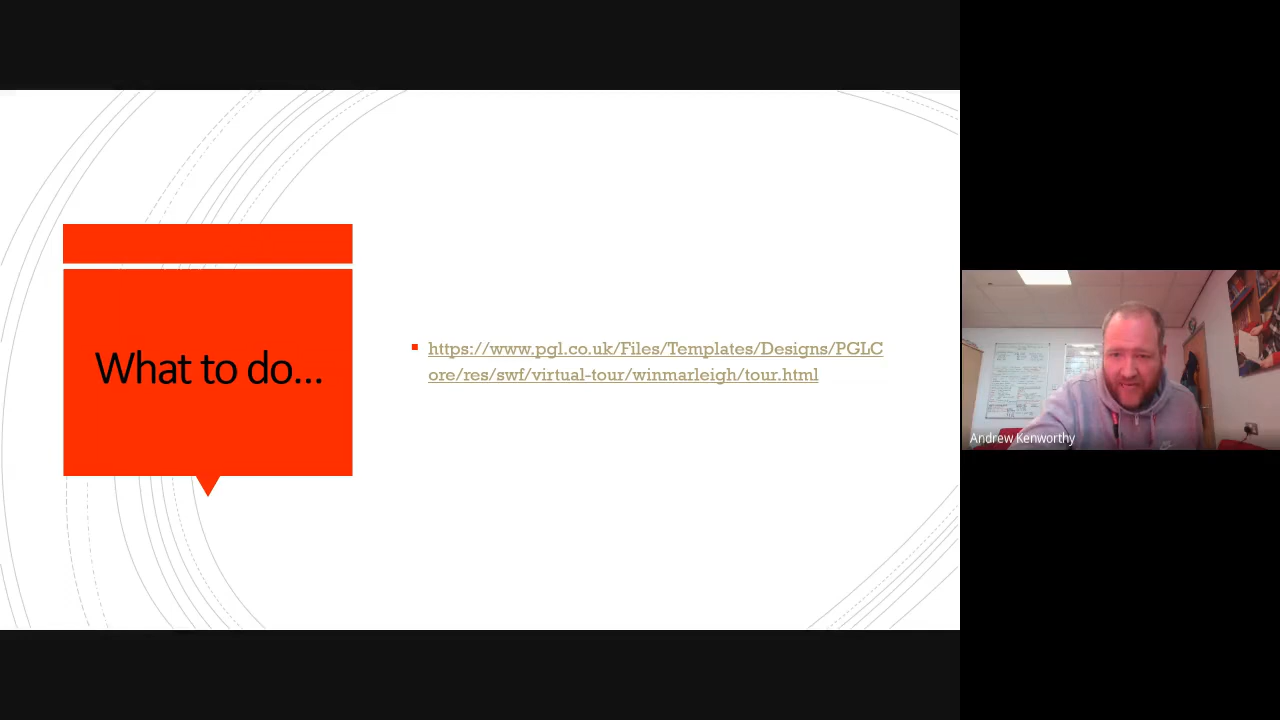 What to do...
https://www.pgl.co.uk/Files/Templates/Designs/PGLC
ore/res/swf/virtual-tour/winmarleigh/tour.html
Andrew Kenworthy